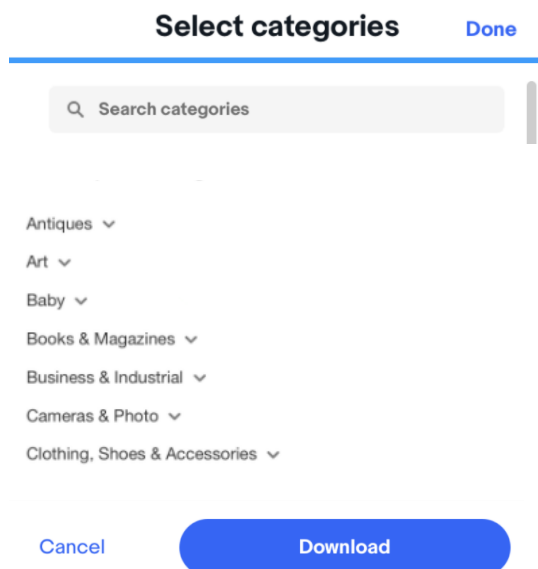 Select categories
Done
Search categories
Antiques
Art
Baby
Books & Magazines
Business & Industrial
Cameras & Photo
Clothing, Shoes & Accessories
Cancel
Download